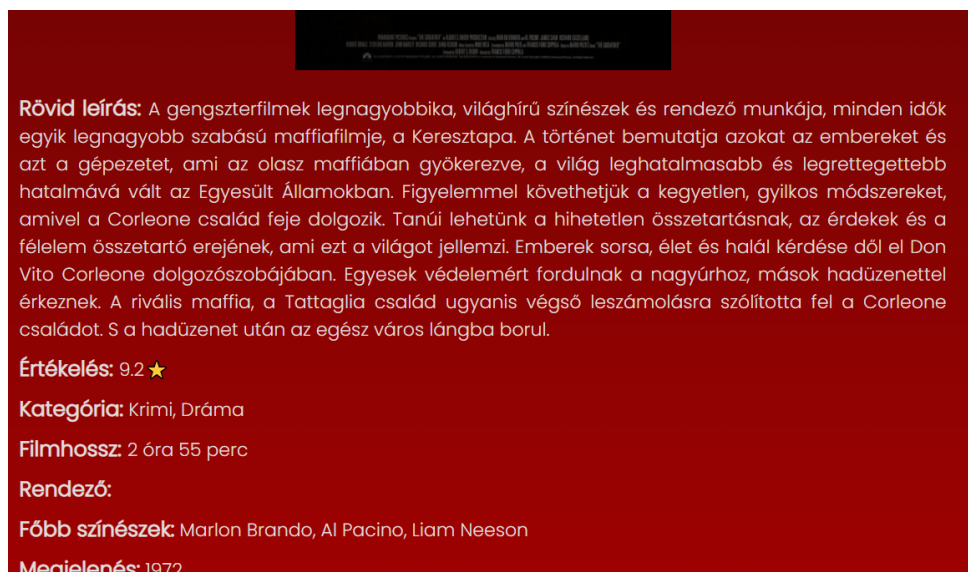 Rövid leírás: A gengszterfilmek legnagyobbika, világhírű színészek és rendező munkája, minden idők
egyik legnagyobb szabású maffiafilmje, a Keresztapa. A történet bemutatja azokat az embereket és
azt a gépezetet, ami az olasz maffiában gyökerezve, a világ leghatalmasabb és legrettegettebb
hatalmává vált az Egyesült Államokban. Figyelemmel követhetjük a kegyetlen, gyilkos módszereket,
amivel a Corleone család feje dolgozik. Tanúi lehetünk a hihetetlen összetartásnak, az érdekek és a
félelem összetartó erejének, ami ezt a világot jellemzi. Emberek sorsa, élet és halál kérdése dől el Don
Vito Corleone dolgozószobájában. Egyesek védelemért fordulnak a nagyúrhoz, mások hadüzenettel
érkeznek. A rivális maffia, a Tattaglia család ugyanis végső leszámolásra szólította fel a Corleone
családot. S a hadüzenet után az egész város lángba borul.
Értékelés: 9.2
Kategória: Krimi, Dráma
Filmhossz: 2 óra 55 perc
Rendező:
Főbb színészek: Marlon Brando, Al Pacino, Liam Neeson
Megjelenés: 1972